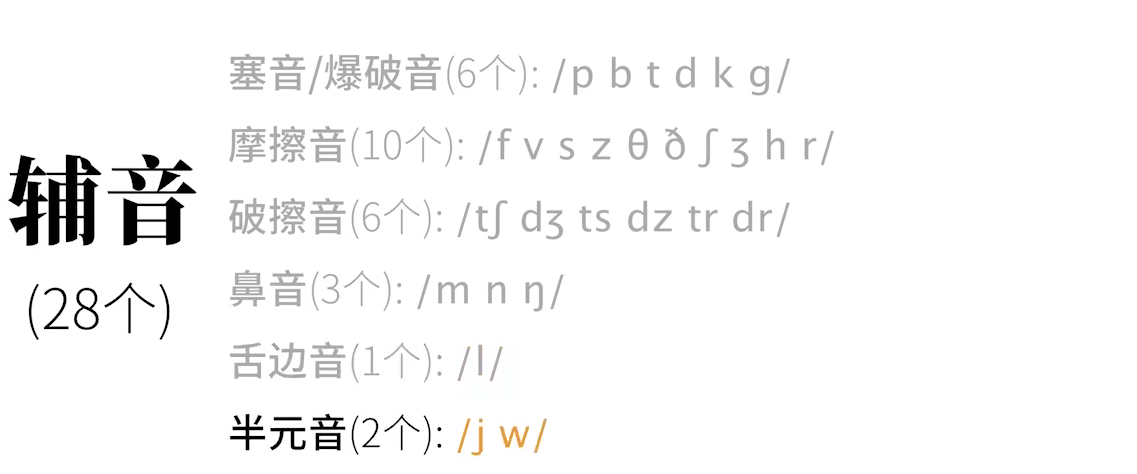 辅音
(28个)
塞音/爆破音(6个): /p b t d k g/
摩擦音(10个): /f v s z θ ð ʃ ʒ h r/
破擦音(6个): /tʃ dʒ ts dz tr dr/
鼻音(3个): /m n ŋ/
舌边音(1个): /l/
半元音(2个): /j w/